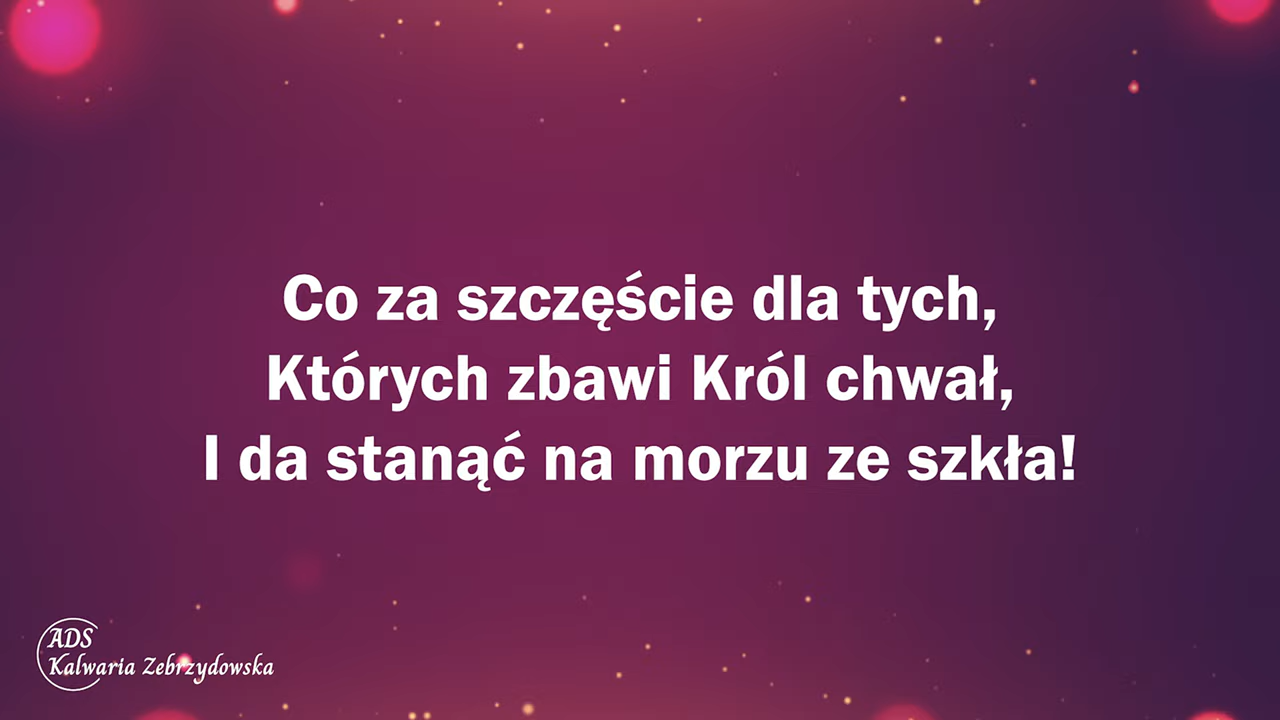 Co za szczęście dla tych,
Których zbawi Król chwał,
I da stanąć na morzu ze szkła!
ADS
Kalwaria Zebrzydowska